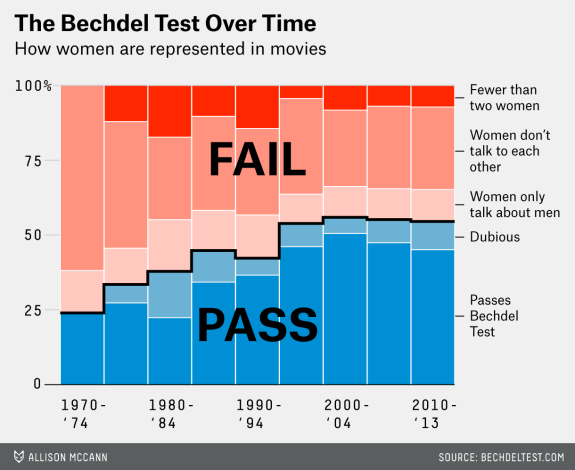 The Bechdel Test Over Time
How women are represented in movies
100%
75
50
25
0
FAIL
PASS
Fewer than
two women
Women don't
talk to each
other
Women only
talk about men
Dubious
Passes
Bechdel
Test
1970-
'74
1980-
'84
1990-
'94
2000-
'04
2010-
'13
ALLISON MCCANN
SOURCE: BECHDELTEST.COM